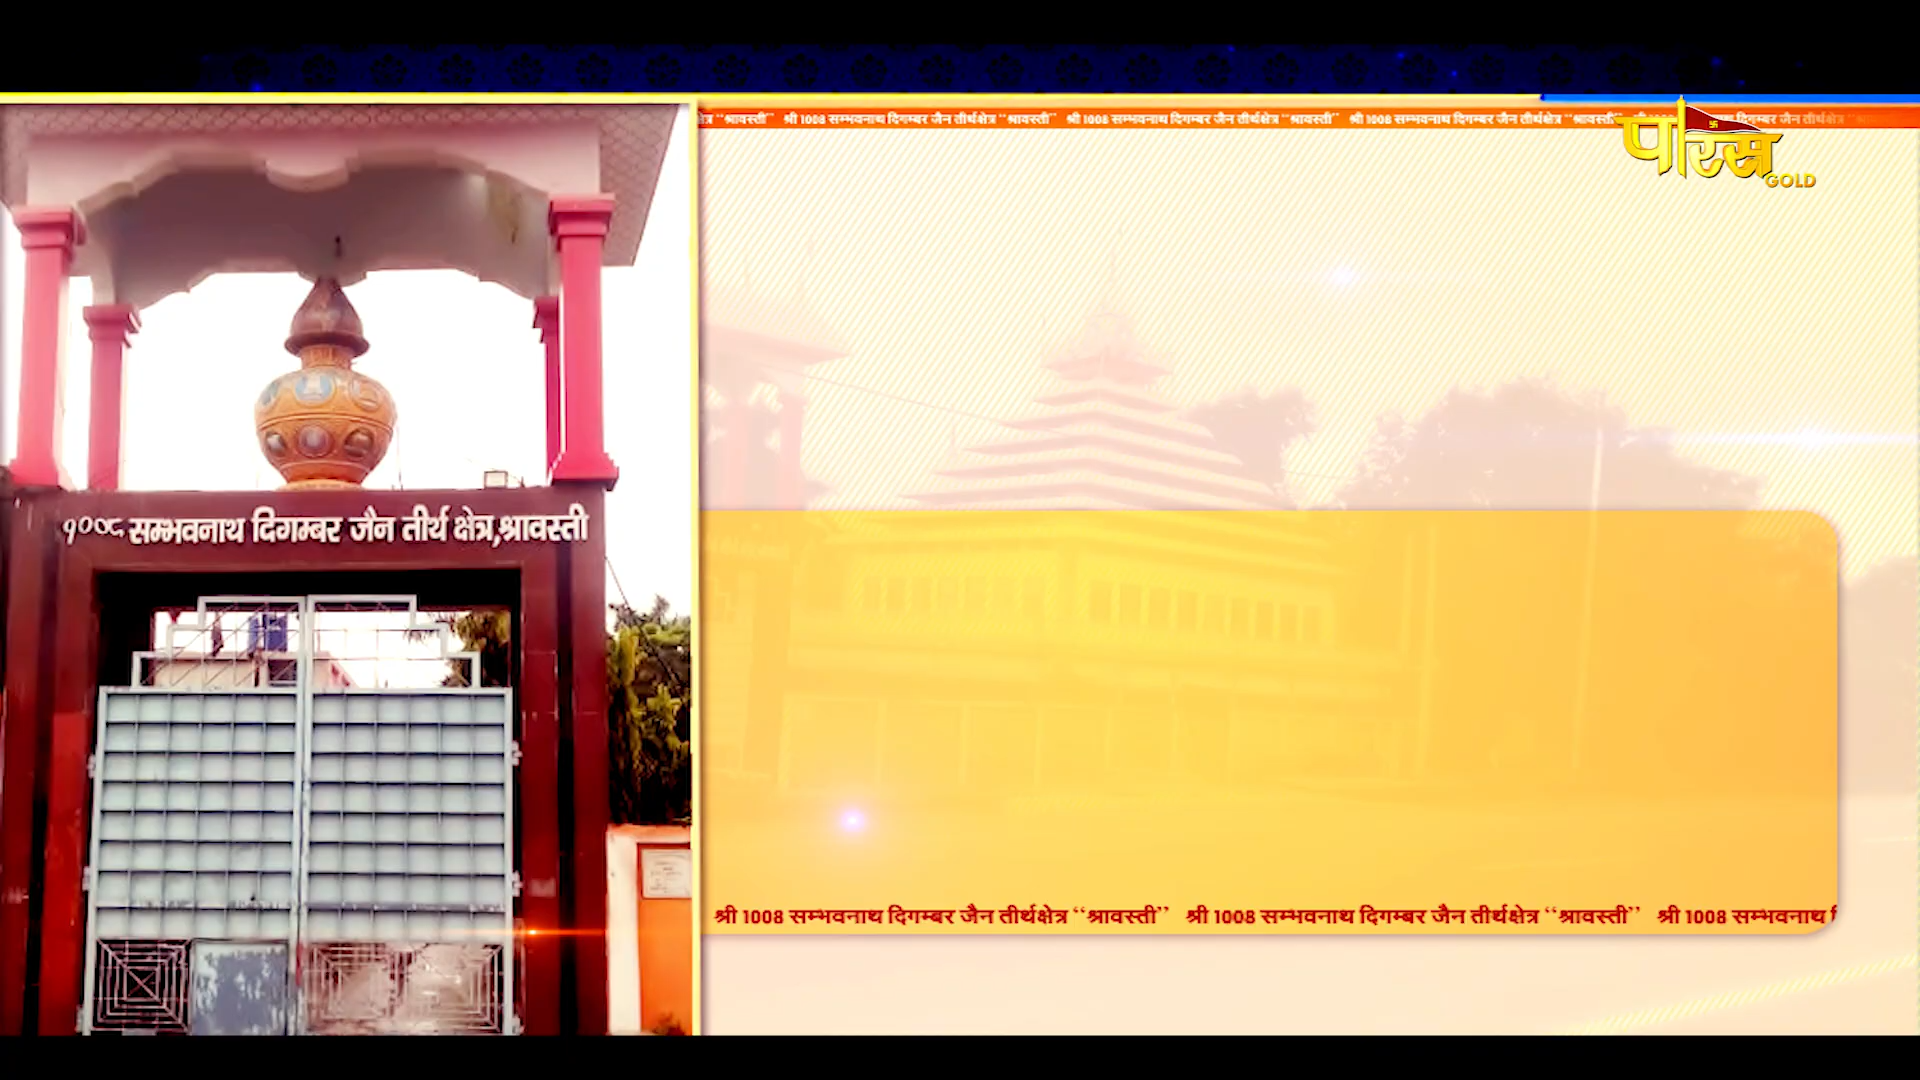 श्री 1008 सम्भवनाथ दिगम्बर जैन तीर्थक्षेत्र “श्रावस्ती” श्री 1008 सम्भवनाथ दिगम्बर जैन तीर्थक्षेत्र “श्रावस्ती” श्री 1008 सम्भवनाथ दिगम्बर जैन तीर्थक्षेत्र “श्रावस्ती”
पारस
GOLD
१००८ सम्भवनाथ दिगम्बर जैन तीर्थ क्षेत्र,श्रावस्ती
श्री 1008 सम्भवनाथ दिगम्बर जैन तीर्थक्षेत्र “श्रावस्ती” श्री 1008 सम्भवनाथ दिगम्बर जैन तीर्थक्षेत्र “श्रावस्ती” श्री 1008 सम्भवनाथ